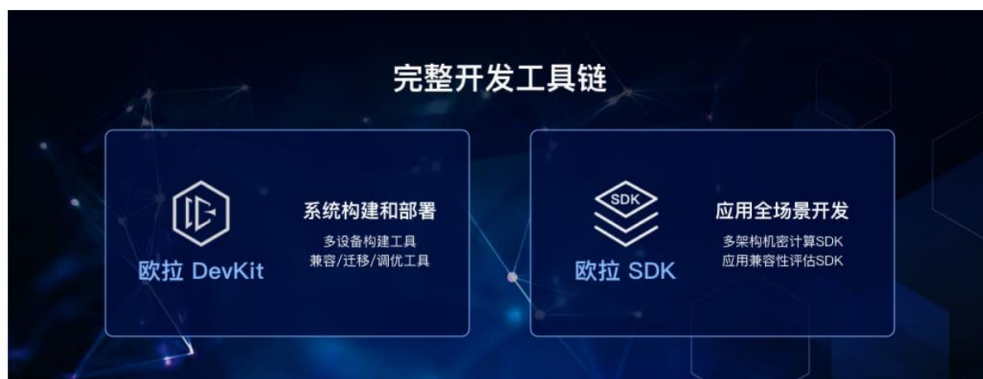 完整开发工具链
系统构建和部署
多设备构建工具
兼容/迁移/调优工具
欧拉 DevKit
SDK
应用全场景开发
多架构机密计算SDK
应用兼容性评估SDK
欧拉 SDK